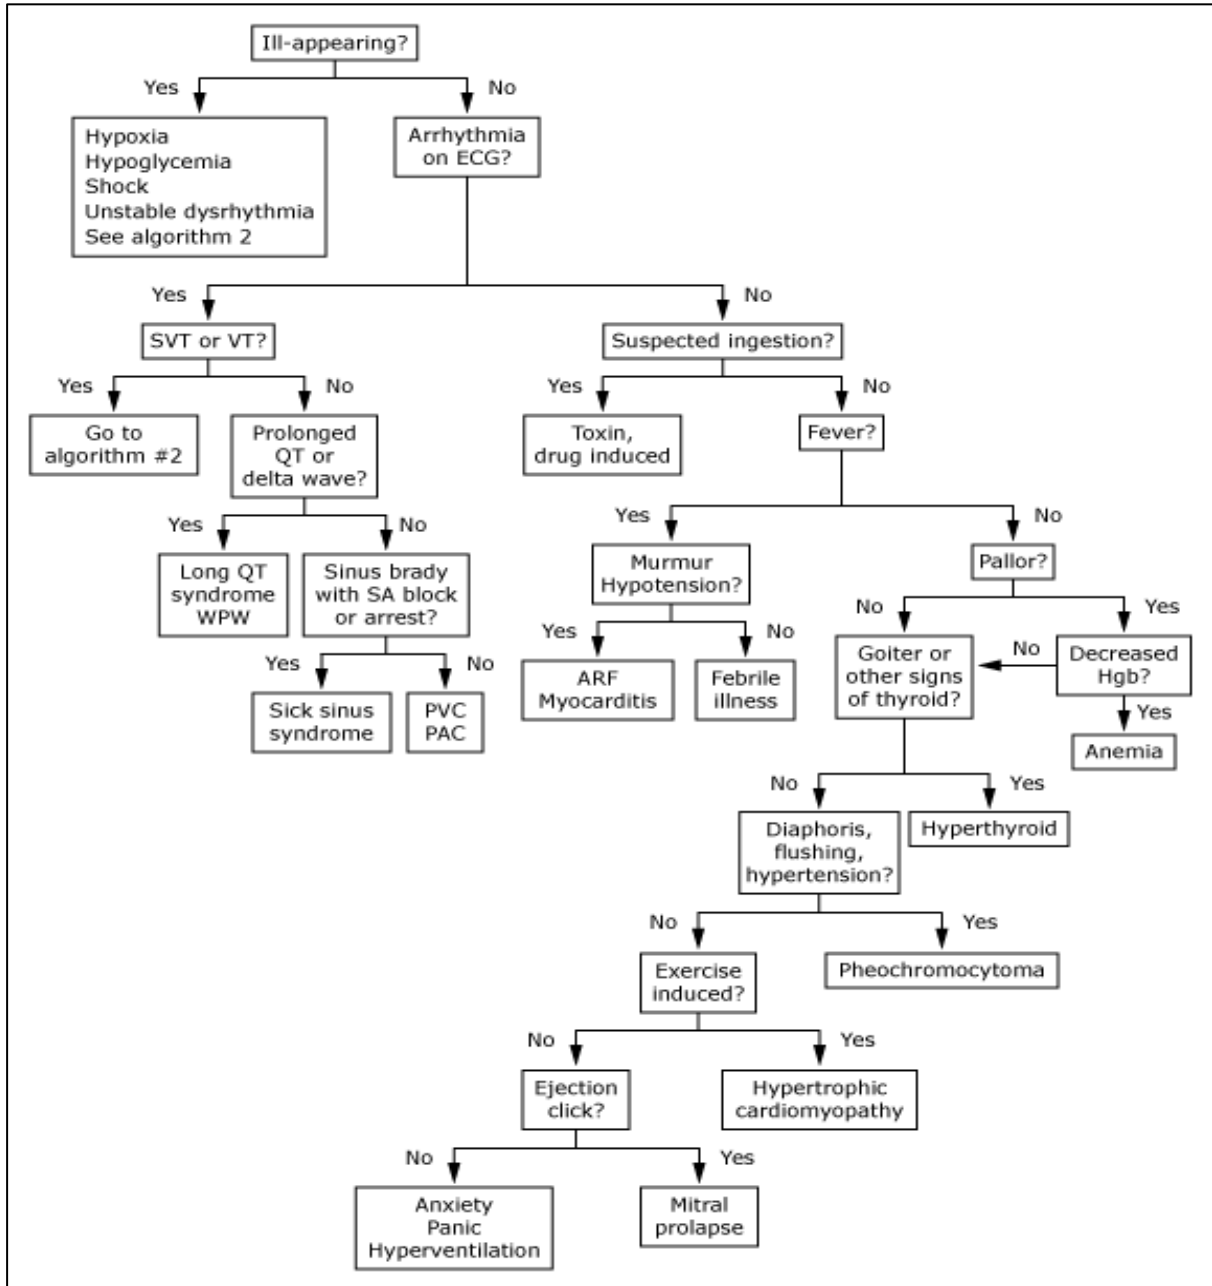 Ill-appearing?
Yes
No
Hypoxia
Hypoglycemia
Shock
Unstable dysrhythmia
See algorithm 2
Arrhythmia
on ECG?
Yes
No
SVT or VT?
Suspected ingestion?
Yes
No
Yes
No
Go to
algorithm #2
Prolonged
QT or
delta wave?
Toxin,
drug induced
Fever?
Yes
No
Yes
No
Long QT
syndrome
WPW
Sinus brady
with SA block
or arrest?
Murmur
Hypotension?
Pallor?
Yes
No
Yes
No
No
Yes
Sick sinus
syndrome
PVC
PAC
ARF
Myocarditis
Febrile
illness
Goiter or
other signs
of thyroid?
No
Decreased
Hgb?
Yes
Anemia
No
Yes
Diaphoris,
flushing,
hypertension?
Hyperthyroid
No
Yes
Exercise
induced?
Pheochromocytoma
No
Yes
Ejection
click?
Hypertrophic
cardiomyopathy
No
Yes
Anxiety
Panic
Hyperventilation
Mitral
prolapse